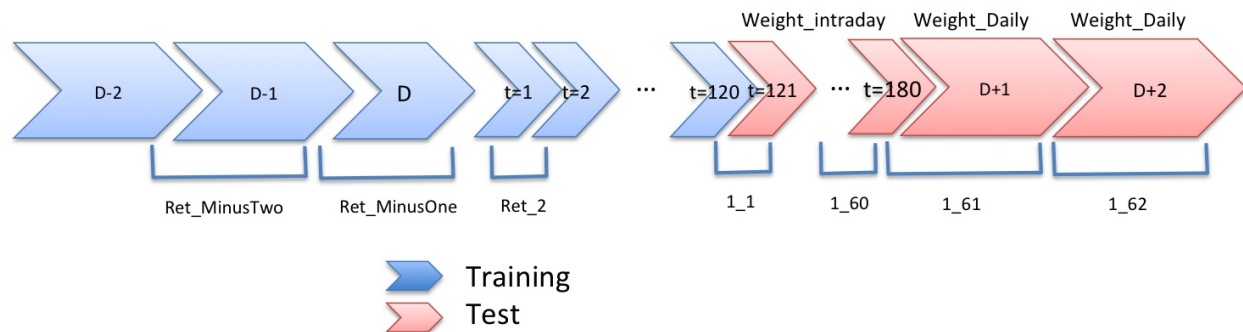 Weight_intraday Weight_Daily Weight_Daily
D-2 D-1 D t=1 t=2 ... t=120 t=121 ... t=180 D+1 D+2
Ret_MinusTwo Ret_MinusOne Ret_2 1_1 1_60 1_61 1_62
Training
Test